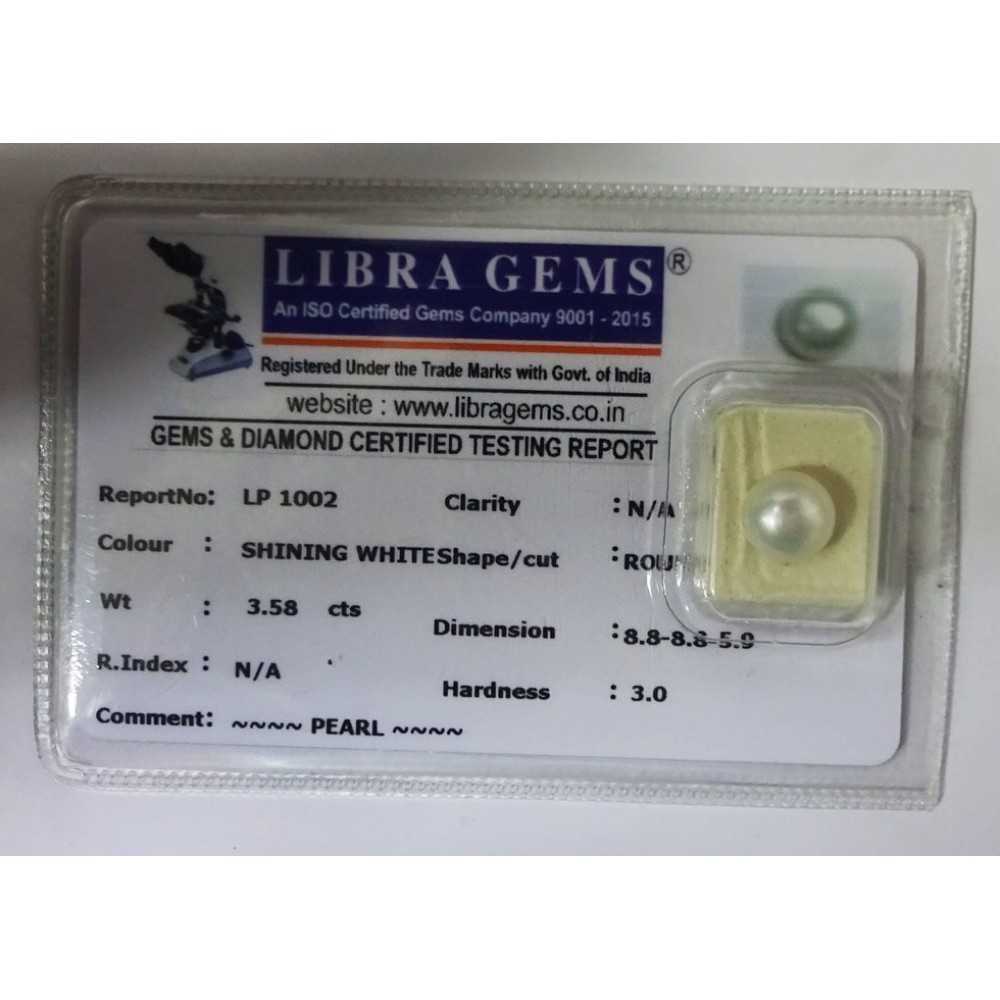 LIBRA GEMS ®
An ISO Certified Gems Company 9001 - 2015
Registered Under the Trade Marks with Govt. of India
website : www.libragems.co.in
GEMS & DIAMOND CERTIFIED TESTING REPORT
ReportNo: LP 1002 Clarity : N/A
Colour : SHINING WHITE Shape/cut :
Wt : 3.58 cts Dimension : 8.8-8.8-5.9
R.Index : N/A Hardness : 3.0
Comment: ~~~~ PEARL ~~~~